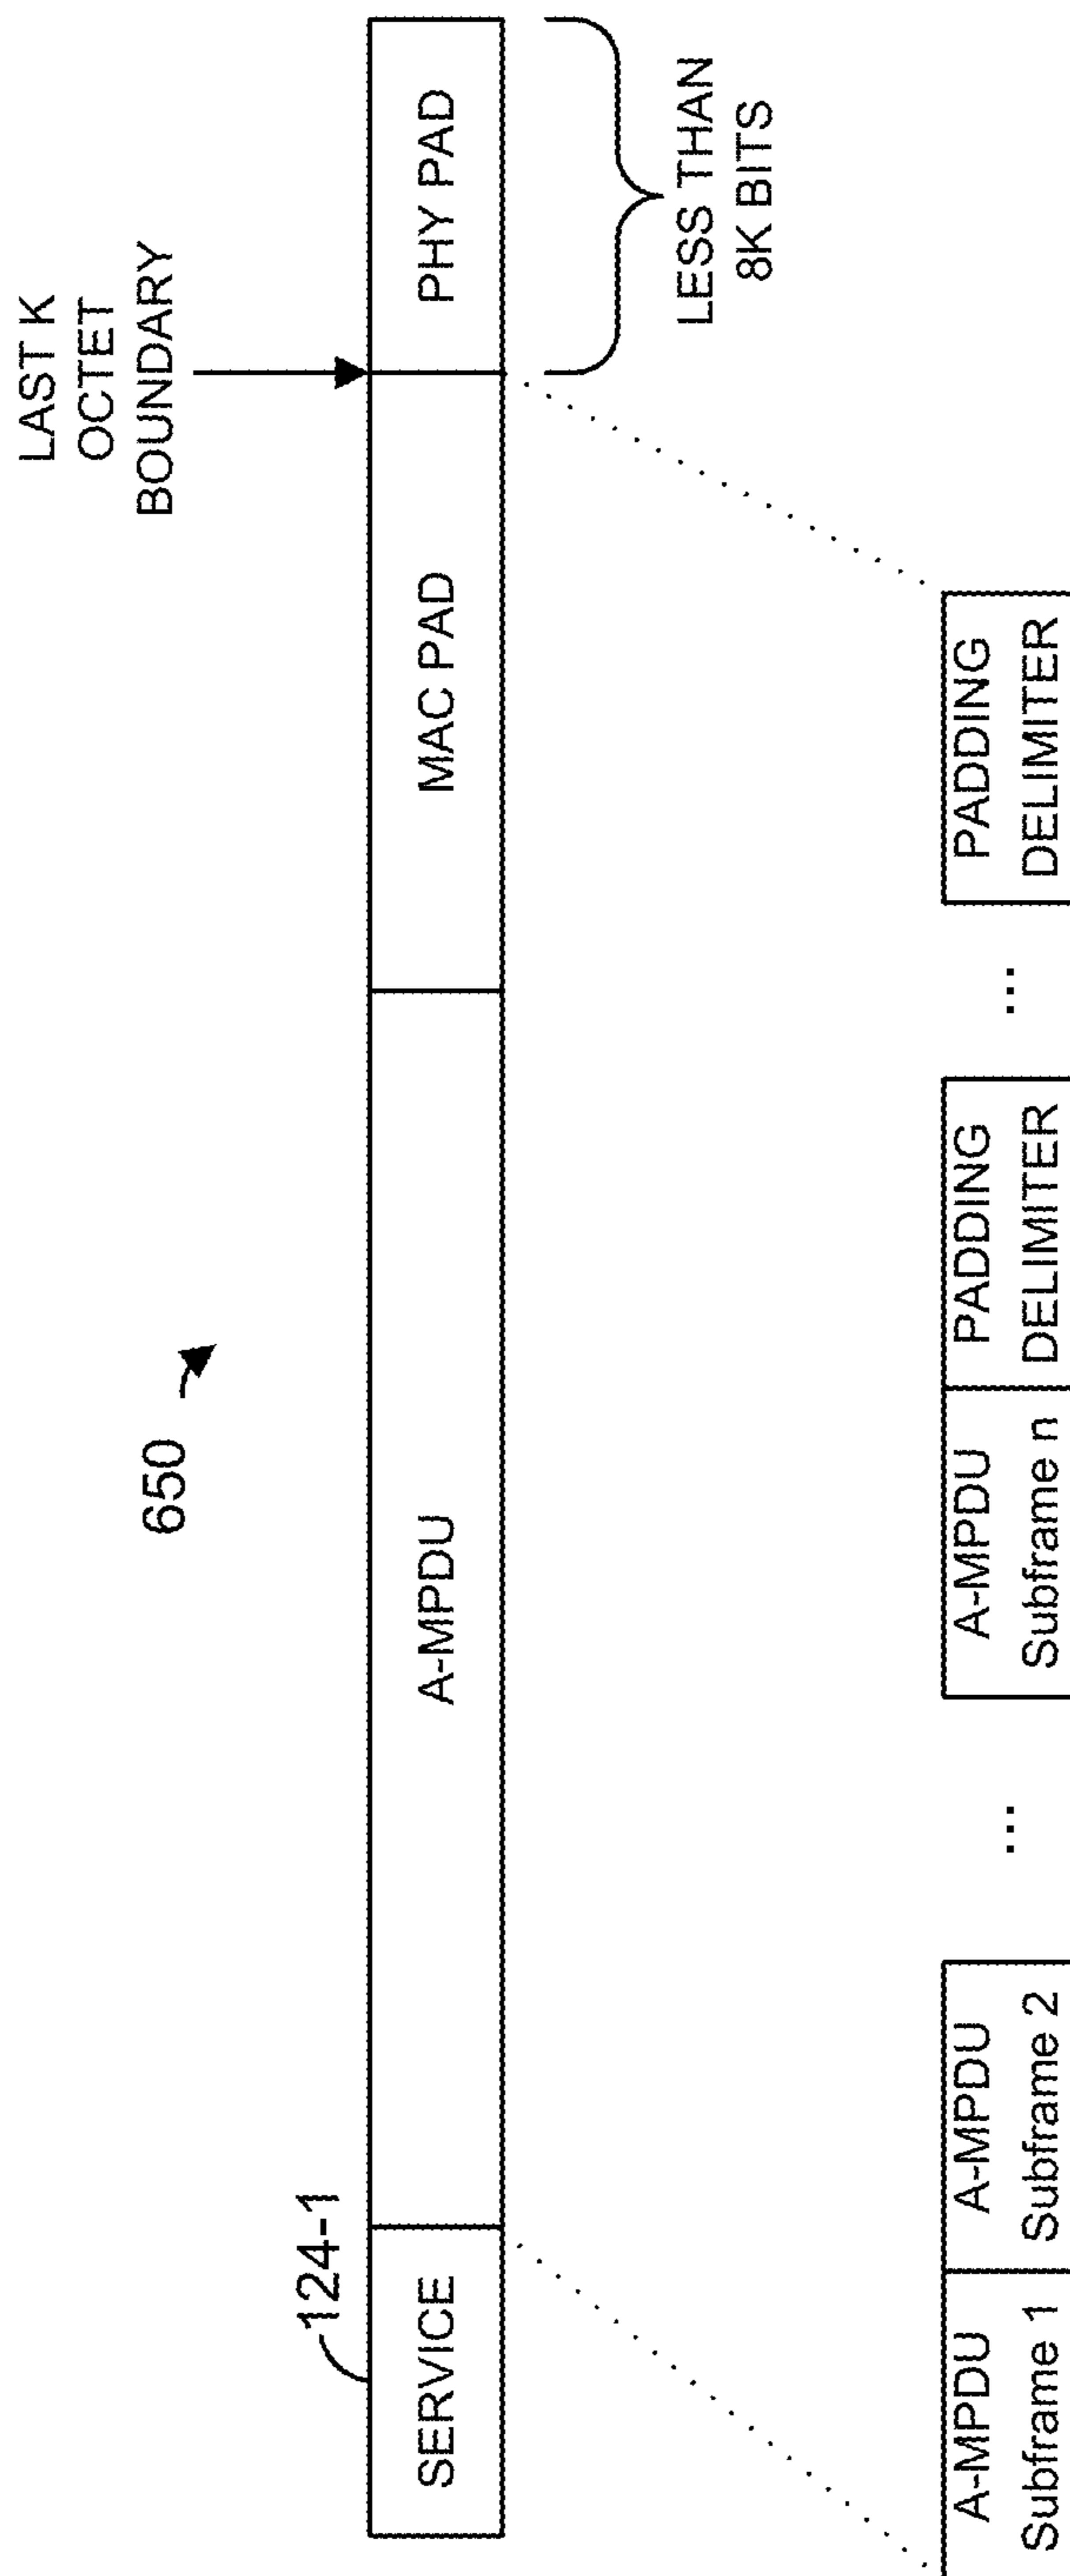 650
LAST K
OCTET
BOUNDARY
124-1
SERVICE
A-MPDU
MAC PAD
PHY PAD
LESS THAN
8K BITS
A-MPDU
Subframe 1
A-MPDU
Subframe 2
...
A-MPDU
Subframe n
PADDING
DELIMITER
...
PADDING
DELIMITER